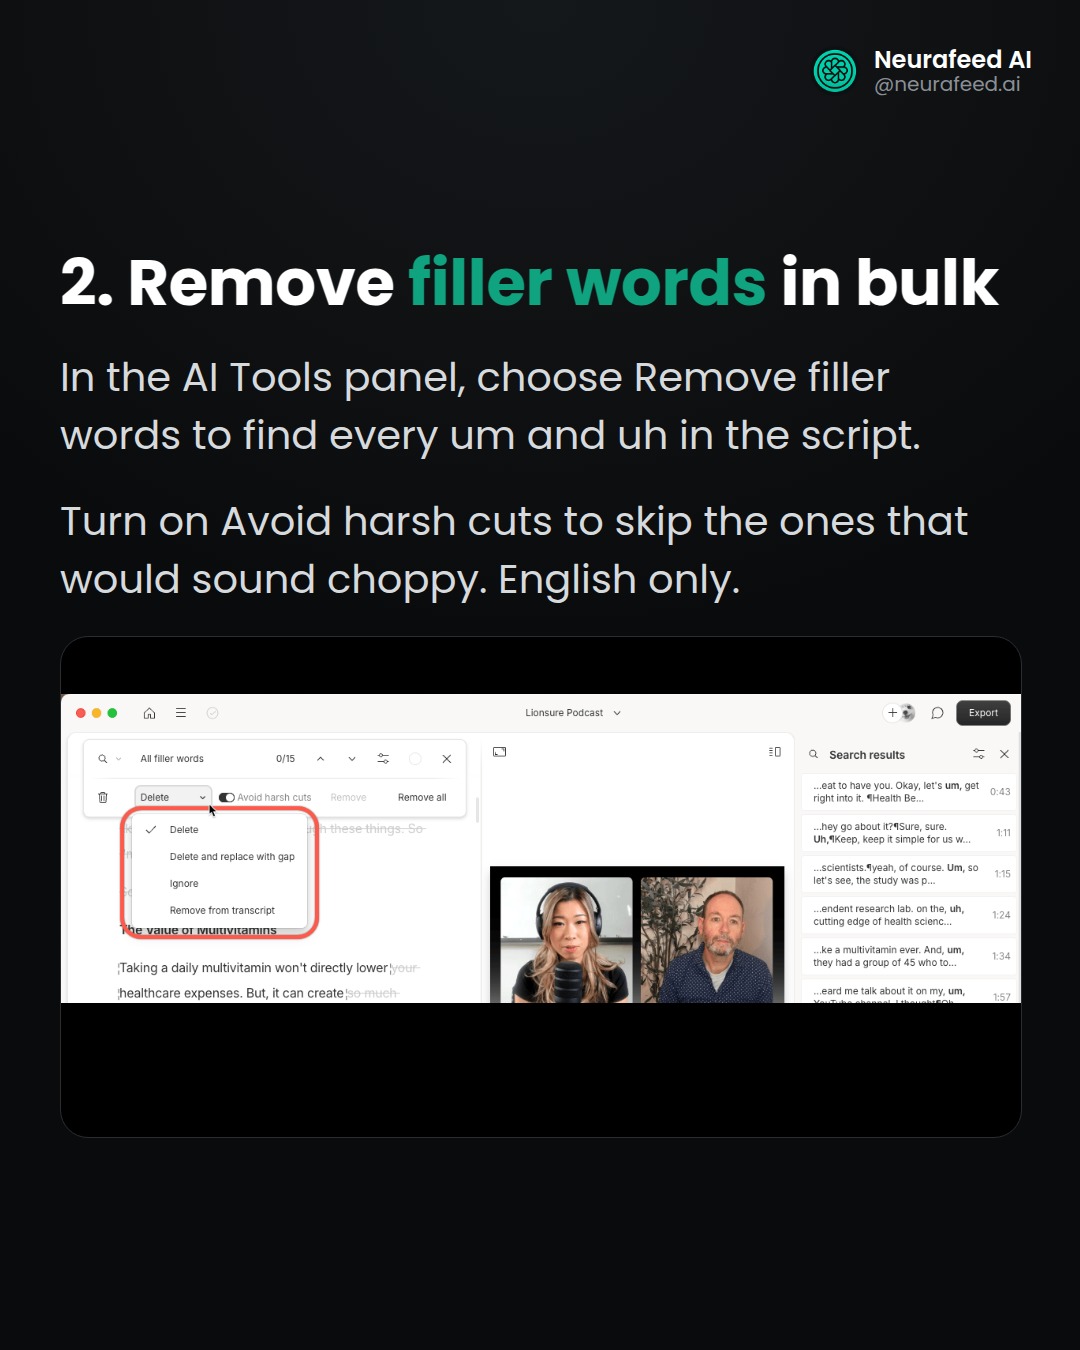 Neurafeed AI
@neurafeed.ai
2. Remove filler words in bulk
In the AI Tools panel, choose Remove filler
words to find every um and uh in the script.
Turn on Avoid harsh cuts to skip the ones that
would sound choppy. English only.
Lionsure Podcast
Export
All filler words
0/15
Delete
Avoid harsh cuts
Remove
Remove all
these things. So
Delete
Delete and replace with gap
Ignore
Remove from transcript
The Value of Multivitamins
Taking a daily multivitamin won't directly lower your
healthcare expenses. But, it can create so much
Search results
...eat to have you. Okay, let's um, get
right into it. ¶Health Be...
0:43
...hey go about it?¶Sure, sure.
Uh,¶Keep, keep it simple for us w...
1:11
...scientists.¶yeah, of course. Um, so
let's see, the study was p...
1:15
...endent research lab. on the, uh,
cutting edge of health scienc...
1:24
...ke a multivitamin ever. And, um,
they had a group of 45 who to...
1:34
...eard me talk about it on my, um,
YouTube channel. I thought¶Oh
1:57